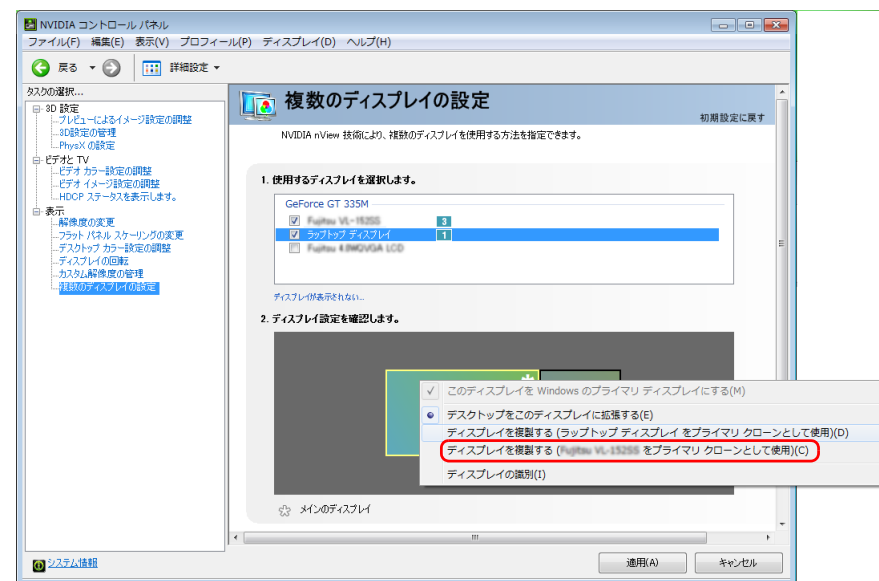 NVIDIA コントロール パネル
ファイル(F) 編集(E) 表示(V) プロフィール(P) ディスプレイ(D) ヘルプ(H)
戻る 詳細設定
タスクの選択...
3D 設定
プレビューによるイメージ設定の調整
3D設定の管理
PhysX の設定
ビデオと TV
ビデオ カラー設定の調整
ビデオ イメージ設定の調整
HDCP ステータスを表示します。
表示
解像度の変更
フラット パネル スケーリングの変更
デスクトップ カラー設定の調整
ディスプレイの回転
カスタム解像度の管理
複数のディスプレイの設定
システム情報
複数のディスプレイの設定
初期設定に戻す
NVIDIA nView 技術により、複数のディスプレイを使用する方法を指定できます。
1. 使用するディスプレイを選択します。
GeForce GT 335M
Fujitsu VL-152SS 3
ラップトップ ディスプレイ 1
Fujitsu 4.8WQVGA LCD
ディスプレイが表示されない...
2. ディスプレイ設定を確認します。
このディスプレイを Windows のプライマリ ディスプレイにする(M)
デスクトップをこのディスプレイに拡張する(E)
ディスプレイを複製する (ラップトップ ディスプレイ をプライマリ クローンとして使用)(D)
ディスプレイを複製する (Fujitsu VL-152SS をプライマリ クローンとして使用)(C)
ディスプレイの識別(I)
メインのディスプレイ
適用(A) キャンセル